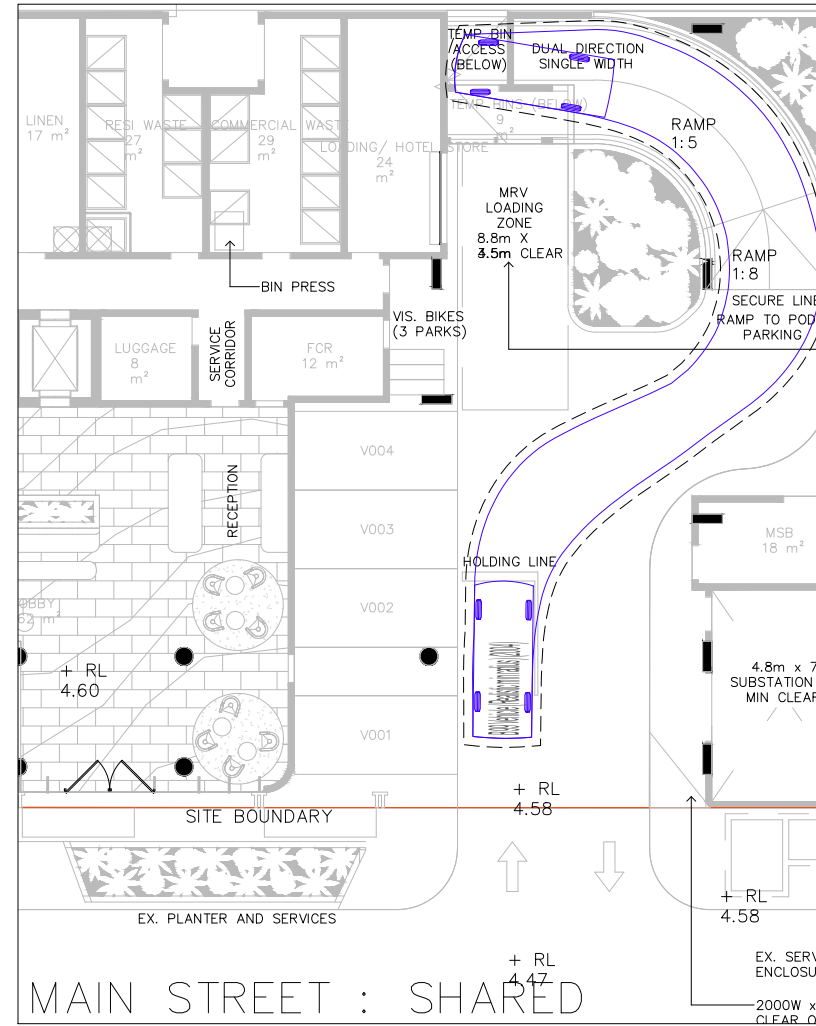 TEMP BIN
ACCESS
(BELOW)
DUAL DIRECTION
SINGLE WIDTH
TEMP BINS (BELOW)
9
m²
LINEN
17 m²
RESI WASTE
27
m²
COMMERCIAL WAST
29
m²
LOADING/ HOTEL STORE
24
m²
RAMP
1:5
MRV
LOADING
ZONE
8.8m X
CLEAR
RAMP
1:8
BIN PRESS
SECURE LINE
RAMP TO POD
PARKING
VIS. BIKES
(3 PARKS)
LUGGAGE
8
m²
SERVICE
CORRIDOR
FCR
12 m²
V004
RECEPTION
V003
MSB
18 m²
HOLDING LINE
V002
OBBY
62 m²
+ RL
4.60
4.8m x 7
SUBSTATION
MIN CLEAR
V001
+ RL
4.58
SITE BOUNDARY
EX. PLANTER AND SERVICES
+ RL
4.58
+ RL
4.47
EX. SERV
ENCLOSU
MAIN STREET : SHARED
2000W x
CLEAR O